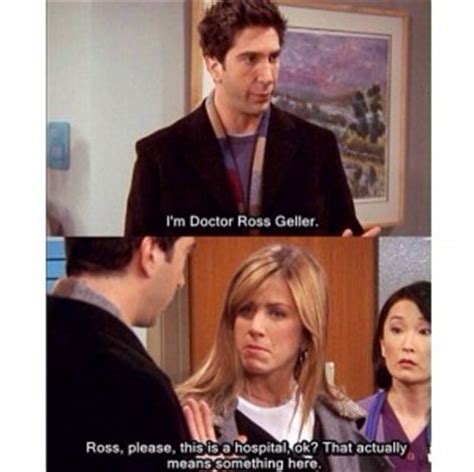 I'm Doctor Ross Geller.
Ross, please, this is a hospital, ok? That actually
means something here.